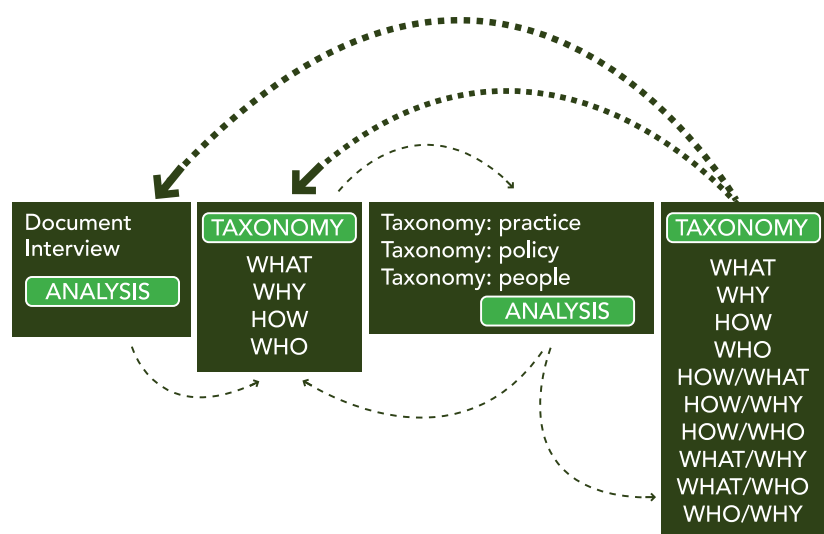 Document
Interview
ANALYSIS
TAXONOMY
WHAT
WHY
HOW
WHO
Taxonomy: practice
Taxonomy: policy
Taxonomy: people
ANALYSIS
TAXONOMY
WHAT
WHY
HOW
WHO
HOW/WHAT
HOW/WHY
HOW/WHO
WHAT/WHY
WHAT/WHO
WHO/WHY